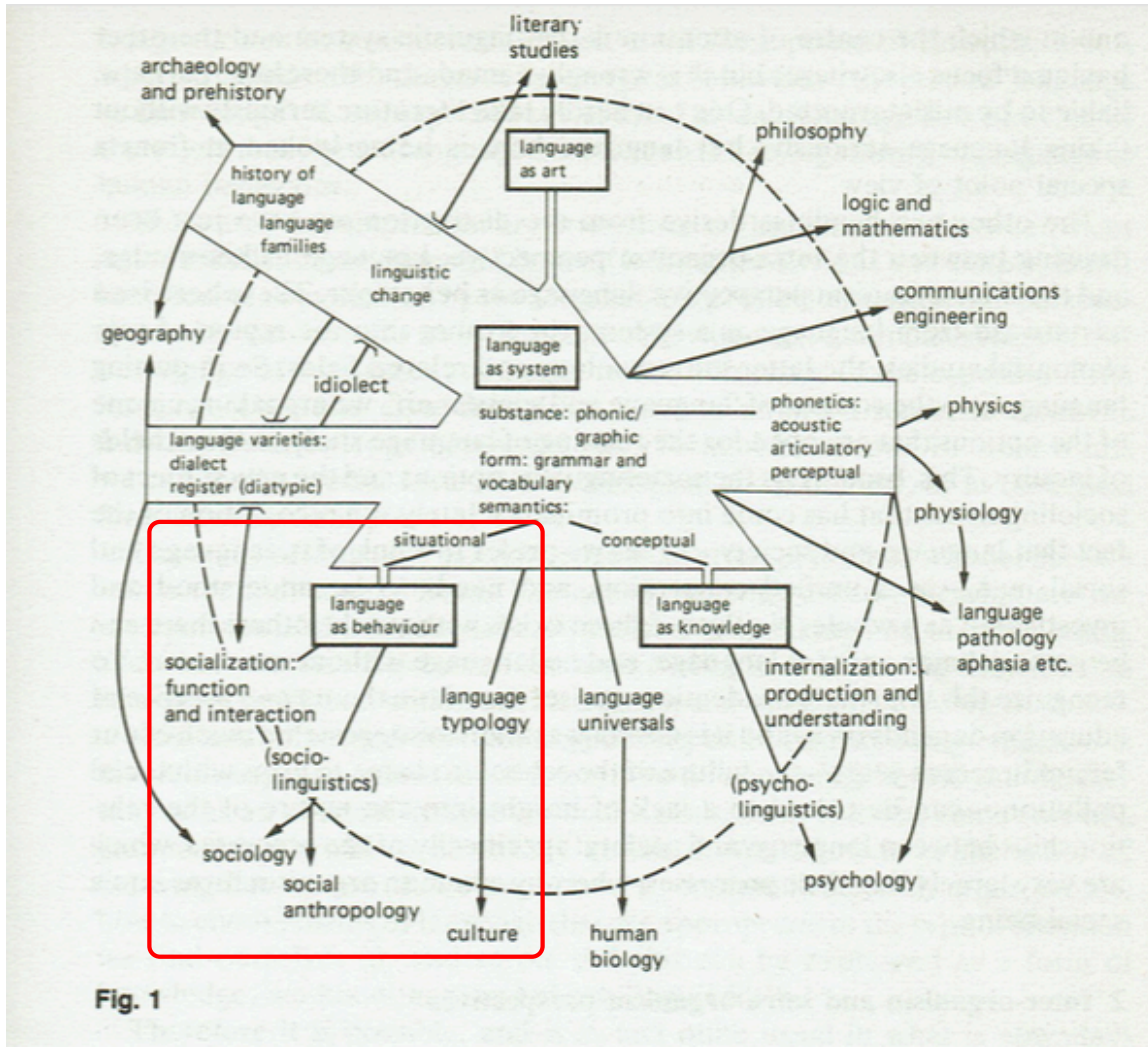 literary
studies
archaeology
and prehistory
language
as art
philosophy
history of
language
language
families
logic and
mathematics
linguistic
change
communications
engineering
geography
language
as system
idiolect
substance: phonic/
graphic
form: grammar and
vocabulary
semantics:
phonetics:
acoustic
articulatory
perceptual
physics
language varieties:
dialect
register (diatypic)
physiology
situational
conceptual
language
as behaviour
language
as knowledge
language
pathology
aphasia etc.
socialization:
function
and interaction
language
typology
language
universals
internalization:
production and
understanding
(socio-
linguistics)
(psycho-
linguistics)
sociology
social
anthropology
psychology
culture
human
biology
Fig. 1